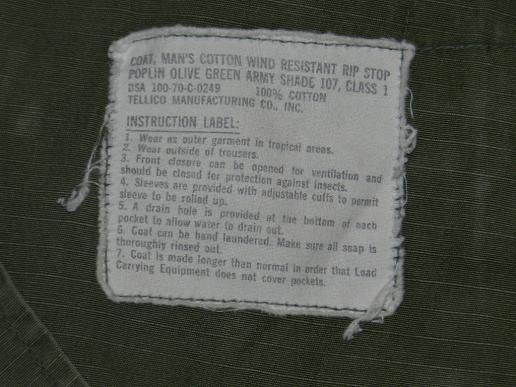 COAT, MAN'S COTTON WIND RESISTANT RIP STOP
POPLIN OLIVE GREEN ARMY SHADE 107, CLASS 1
DSA 100-70-C-0249 100% COTTON
TELLICO MANUFACTURING CO., INC.
INSTRUCTION LABEL:
1. Wear as outer garment in tropical areas.
2. Wear outside of trousers.
3. Front closure can be opened for ventilation and
should be closed for protection against insects.
4. Sleeves are provided with adjustable cuffs to permit
sleeve to be rolled up.
5. A drain hole is provided at the bottom of each
pocket to allow water to drain out.
6. Coat can be hand laundered. Make sure all soap is
thoroughly rinsed out.
7. Coat is made longer than normal in order that Load
Carrying Equipment does not cover pockets.